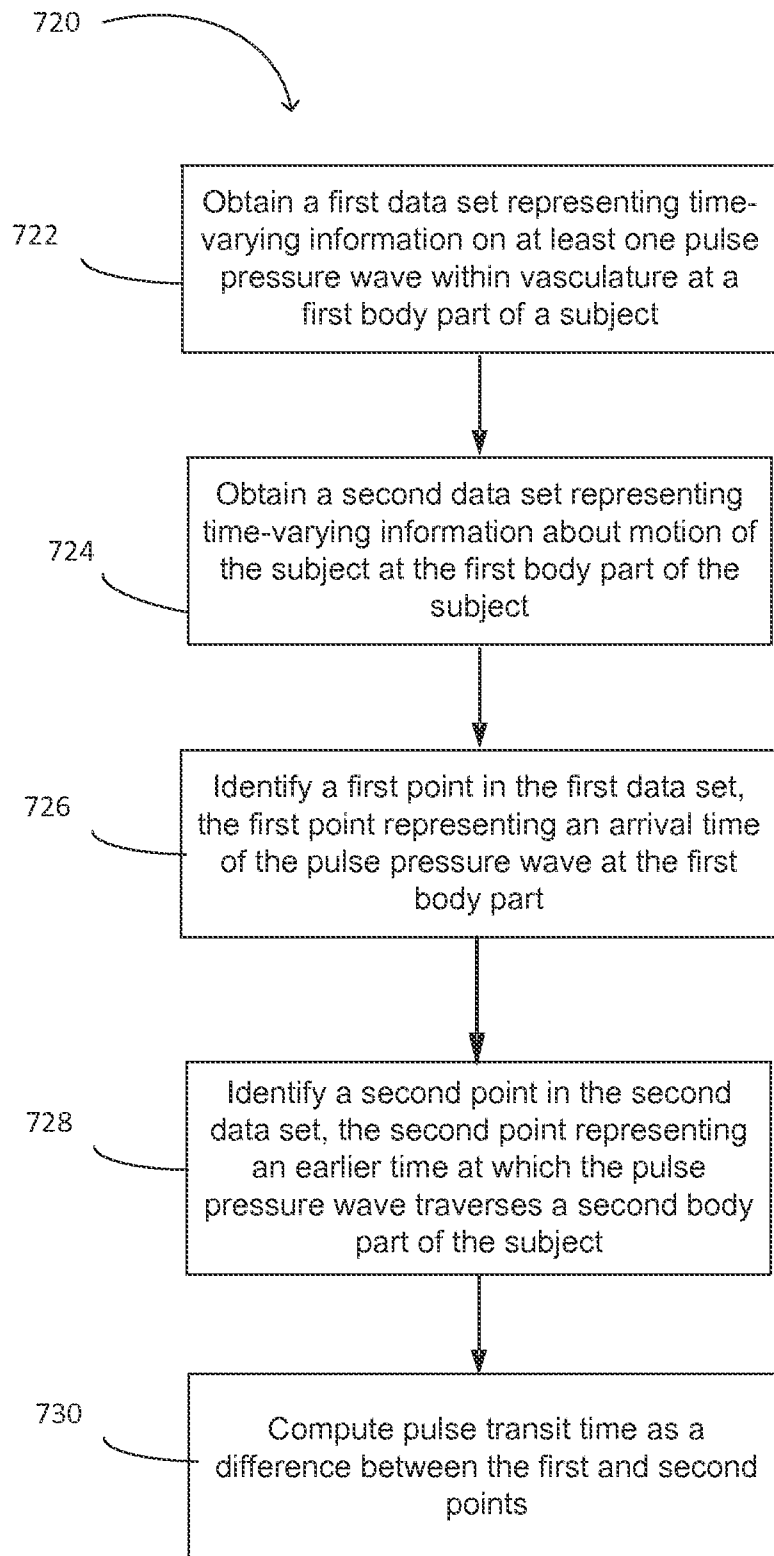 720
722
Obtain a first data set representing time-
varying information on at least one pulse
pressure wave within vasculature at a
first body part of a subject
724
Obtain a second data set representing
time-varying information about motion of
the subject at the first body part of the
subject
726
Identify a first point in the first data set,
the first point representing an arrival time
of the pulse pressure wave at the first
body part
728
Identify a second point in the second
data set, the second point representing
an earlier time at which the pulse
pressure wave traverses a second body
part of the subject
730
Compute pulse transit time as a
difference between the first and second
points